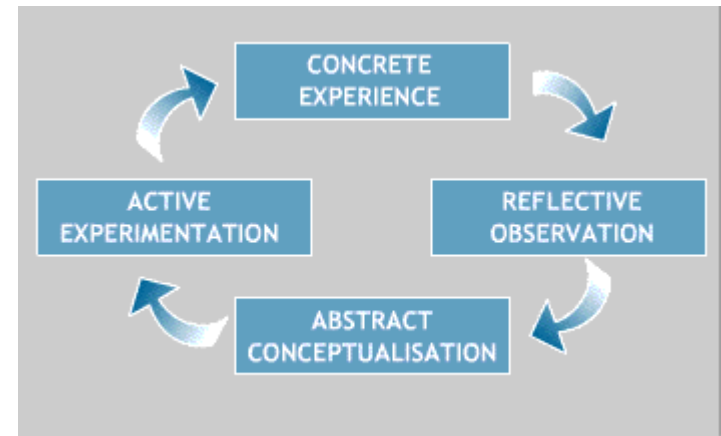 CONCRETE
EXPERIENCE
REFLECTIVE
OBSERVATION
ABSTRACT
CONCEPTUALISATION
ACTIVE
EXPERIMENTATION